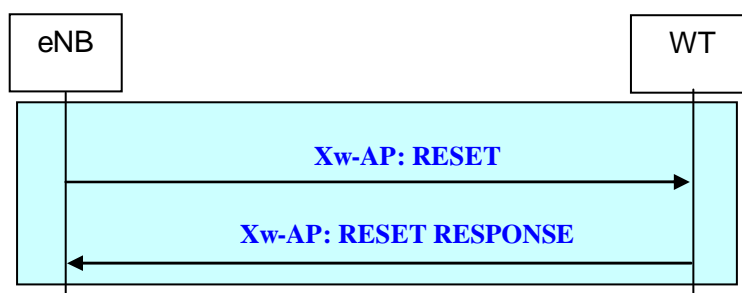 eNB
WT
Xw-AP: RESET
Xw-AP: RESET RESPONSE